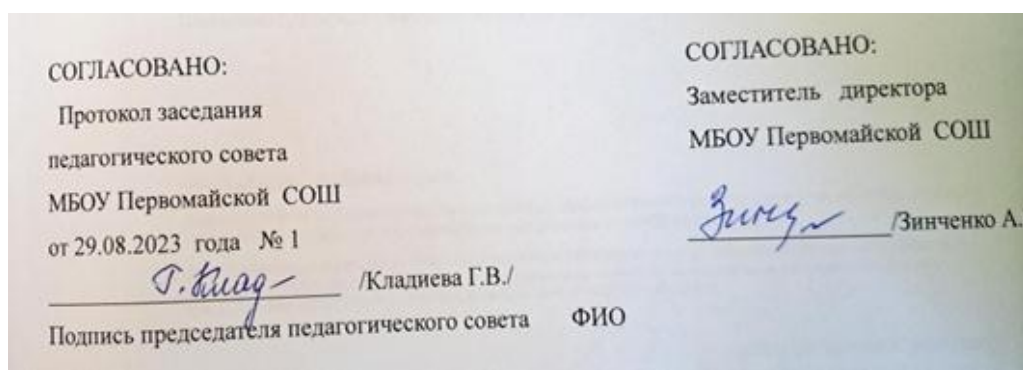 СОГЛАСОВАНО:
Протокол заседания
педагогического совета
МБОУ Первомайской СОШ
от 29.08.2023 года № 1
Г.Клад /Кладиева Г.В./
Подпись председателя педагогического совета ФИО
СОГЛАСОВАНО:
Заместитель директора
МБОУ Первомайской СОШ
/Зинченко А.